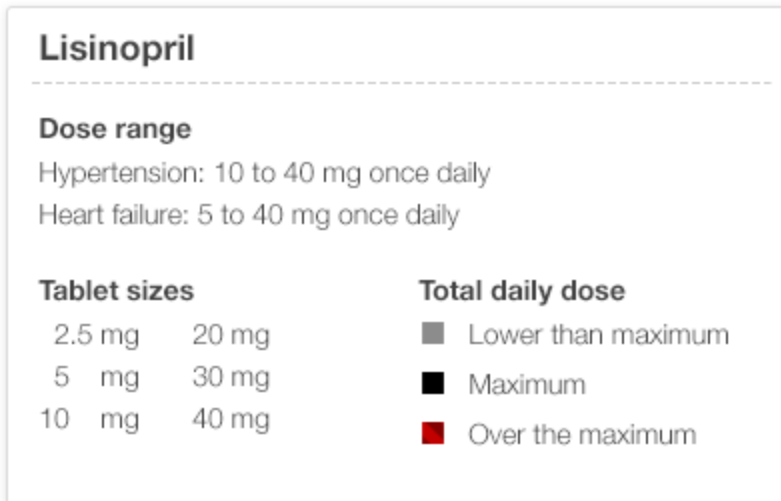 Lisinopril
Dose range
Hypertension: 10 to 40 mg once daily
Heart failure: 5 to 40 mg once daily
Tablet sizes
2.5 mg 20 mg
5 mg 30 mg
10 mg 40 mg
Total daily dose
Lower than maximum
Maximum
Over the maximum